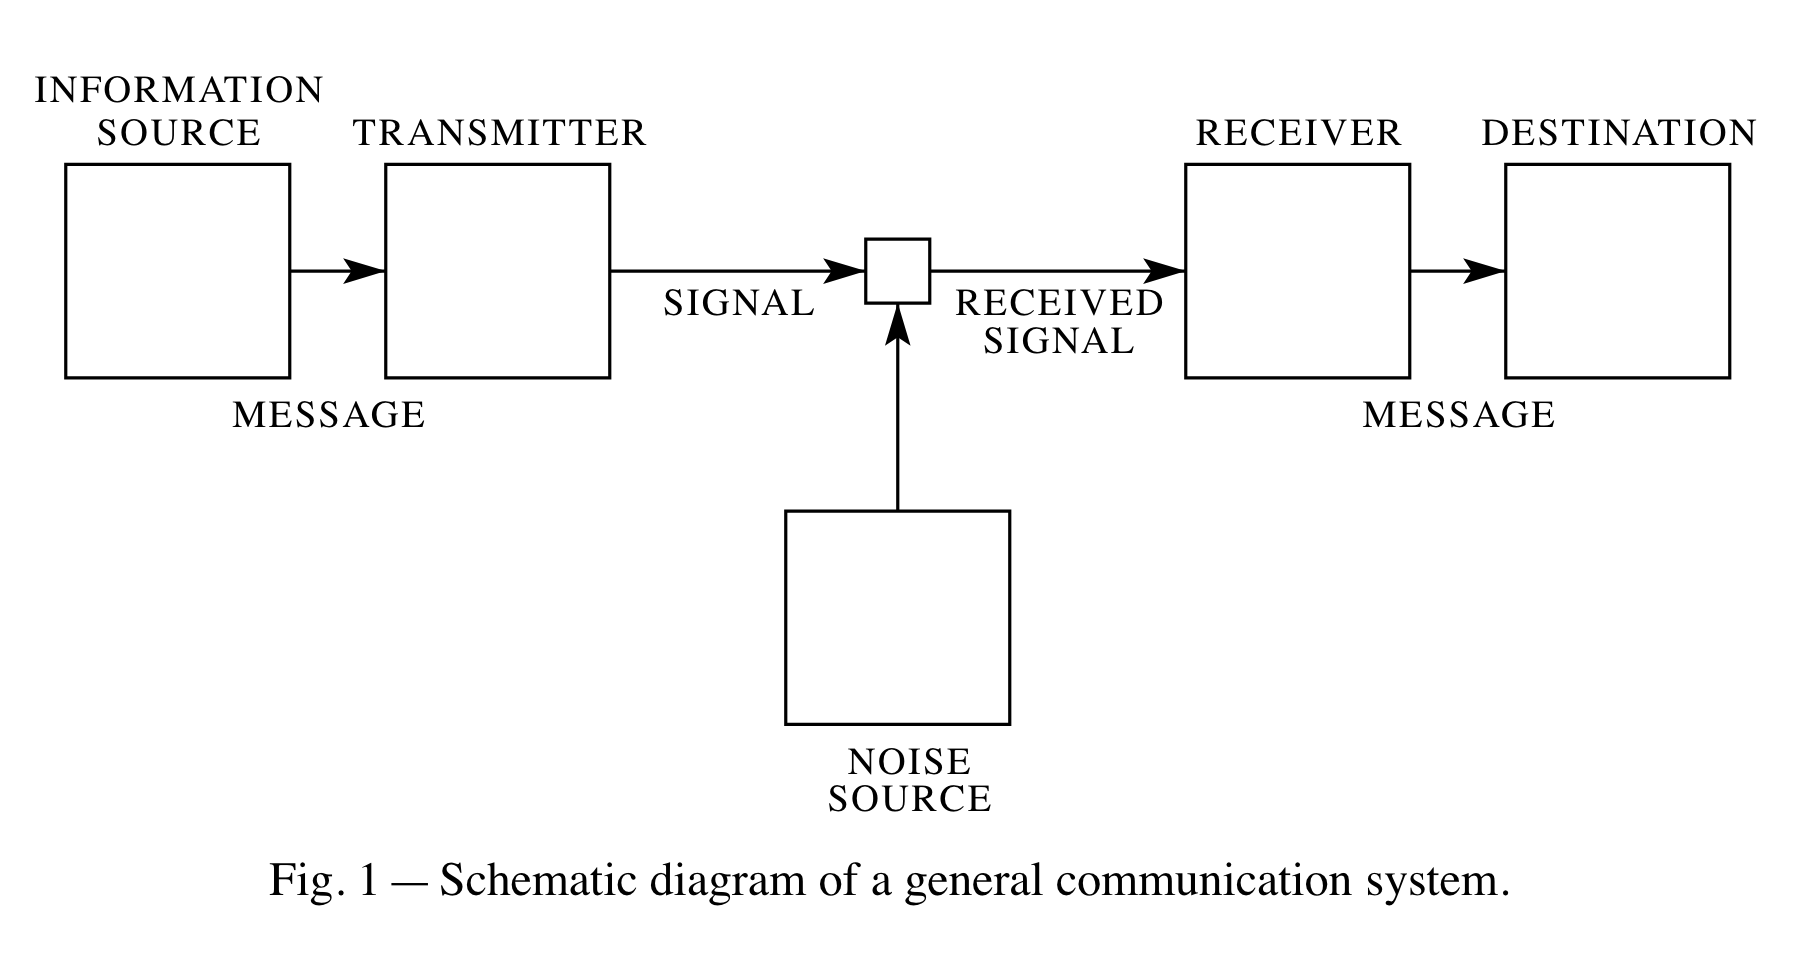 INFORMATION
SOURCE
TRANSMITTER
RECEIVER
DESTINATION
SIGNAL
RECEIVED
SIGNAL
MESSAGE
MESSAGE
NOISE
SOURCE
Fig. 1 — Schematic diagram of a general communication system.